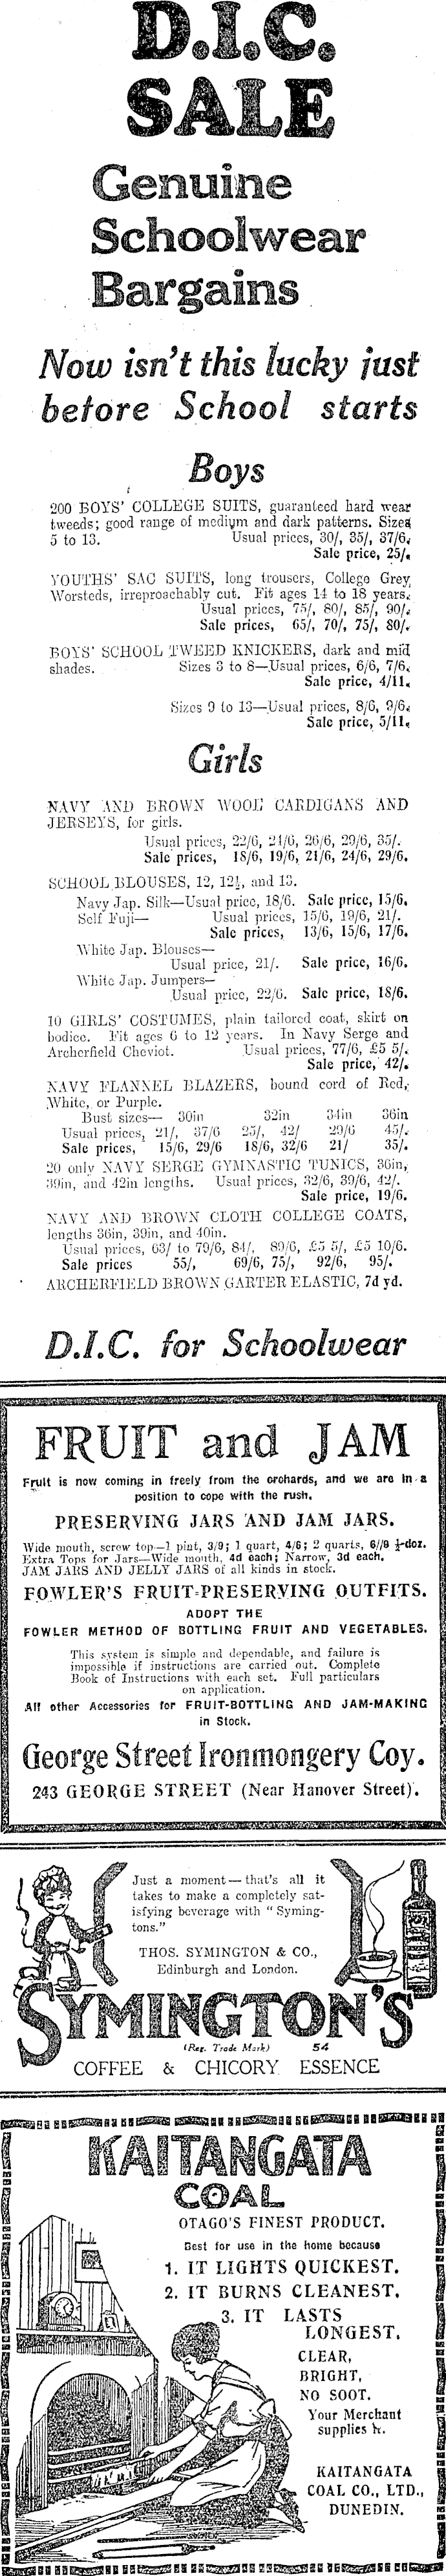 D.I.C.
SALE
Genuine
Schoolwear
Bargains
Now isn't this lucky just
before School starts
Boys
200 BOYS' COLLEGE SUITS, guaranteed hard wear
tweeds; good range of medium and dark patterns. Sizes
5 to 13. Usual prices, 30/, 35/, 37/6.
Sale price, 25/.
YOUTHS' SAC SUITS, long trousers, College Grey
Worsteds, irreproachably cut. Fit ages 14 to 18 years.
Usual prices, 75/, 80/, 85/, 90/.
Sale prices, 65/, 70/, 75/, 80/.
BOYS' SCHOOL TWEED KNICKERS, dark and mid
shades. Sizes 3 to 8—Usual prices, 6/6, 7/6.
Sale price, 4/11.
Sizes 9 to 13—Usual prices, 8/6, 9/6.
Sale price, 5/11.
Girls
NAVY AND BROWN WOOL CARDIGANS AND
JERSEYS, for girls.
Usual prices, 22/6, 24/6, 26/6, 29/6, 35/.
Sale prices, 18/6, 19/6, 21/6, 24/6, 29/6.
SCHOOL BLOUSES, 12, 12½, and 13.
Navy Jap. Silk—Usual price, 18/6. Sale price, 15/6.
Self Fuji— Usual prices, 15/6, 19/6, 21/.
Sale prices, 13/6, 15/6, 17/6.
White Jap. Blouses—
Usual price, 21/. Sale price, 16/6.
White Jap. Jumpers—
Usual price, 22/6. Sale price, 18/6.
10 GIRLS' COSTUMES, plain tailored coat, skirt on
bodice. Fit ages 6 to 12 years. In Navy Serge and
Archerfield Cheviot. Usual prices, 77/6, £5 5/.
Sale price, 42/.
NAVY FLANNEL BLAZERS, bound cord of Red,
White, or Purple.
Bust sizes— 30in 32in 34in 36in
Usual prices, 21/, 37/6 25/, 42/ 29/6 45/.
Sale prices, 15/6, 29/6 18/6, 32/6 21/ 35/.
20 only NAVY SERGE GYMNASTIC TUNICS, 36in,
39in, and 42in lengths. Usual prices, 32/6, 39/6, 42/.
Sale price, 19/6.
NAVY AND BROWN CLOTH COLLEGE COATS,
lengths 36in, 39in, and 40in.
Usual prices, 63/ to 79/6, 84/, 89/6, £5 5/, £5 10/6.
Sale prices 55/, 69/6, 75/, 92/6, 95/.
ARCHERFIELD BROWN GARTER ELASTIC, 7d yd.
D.I.C. for Schoolwear
FRUIT and JAM
Fruit is now coming in freely from the orchards, and we are in a
position to cope with the rush.
PRESERVING JARS AND JAM JARS.
Wide mouth, screw top—1 pint, 3/9; 1 quart, 4/6; 2 quarts, 6//9 ½-doz.
Extra Tops for Jars—Wide mouth, 4d each; Narrow, 3d each.
JAM JARS AND JELLY JARS of all kinds in stock.
FOWLER'S FRUIT-PRESERVING OUTFITS.
ADOPT THE
FOWLER METHOD OF BOTTLING FRUIT AND VEGETABLES.
This system is simple and dependable, and failure is
impossible if instructions are carried out. Complete
Book of Instructions with each set. Full particulars
on application.
All other Accessories for FRUIT-BOTTLING AND JAM-MAKING
in Stock.
George Street Ironmongery Coy.
243 GEORGE STREET (Near Hanover Street).
Just a moment—that's all it
takes to make a completely sat-
isfying beverage with "Syming-
tons."
THOS. SYMINGTON & CO.,
Edinburgh and London.
SYMINGTON'S
(Reg. Trade Mark) 54
COFFEE & CHICORY ESSENCE
KAITANGATA
COAL
OTAGO'S FINEST PRODUCT.
Best for use in the home because
1. IT LIGHTS QUICKEST.
2. IT BURNS CLEANEST.
3. IT LASTS
LONGEST.
CLEAR,
BRIGHT,
NO SOOT.
Your Merchant
supplies it.
KAITANGATA
COAL CO., LTD.,
DUNEDIN.